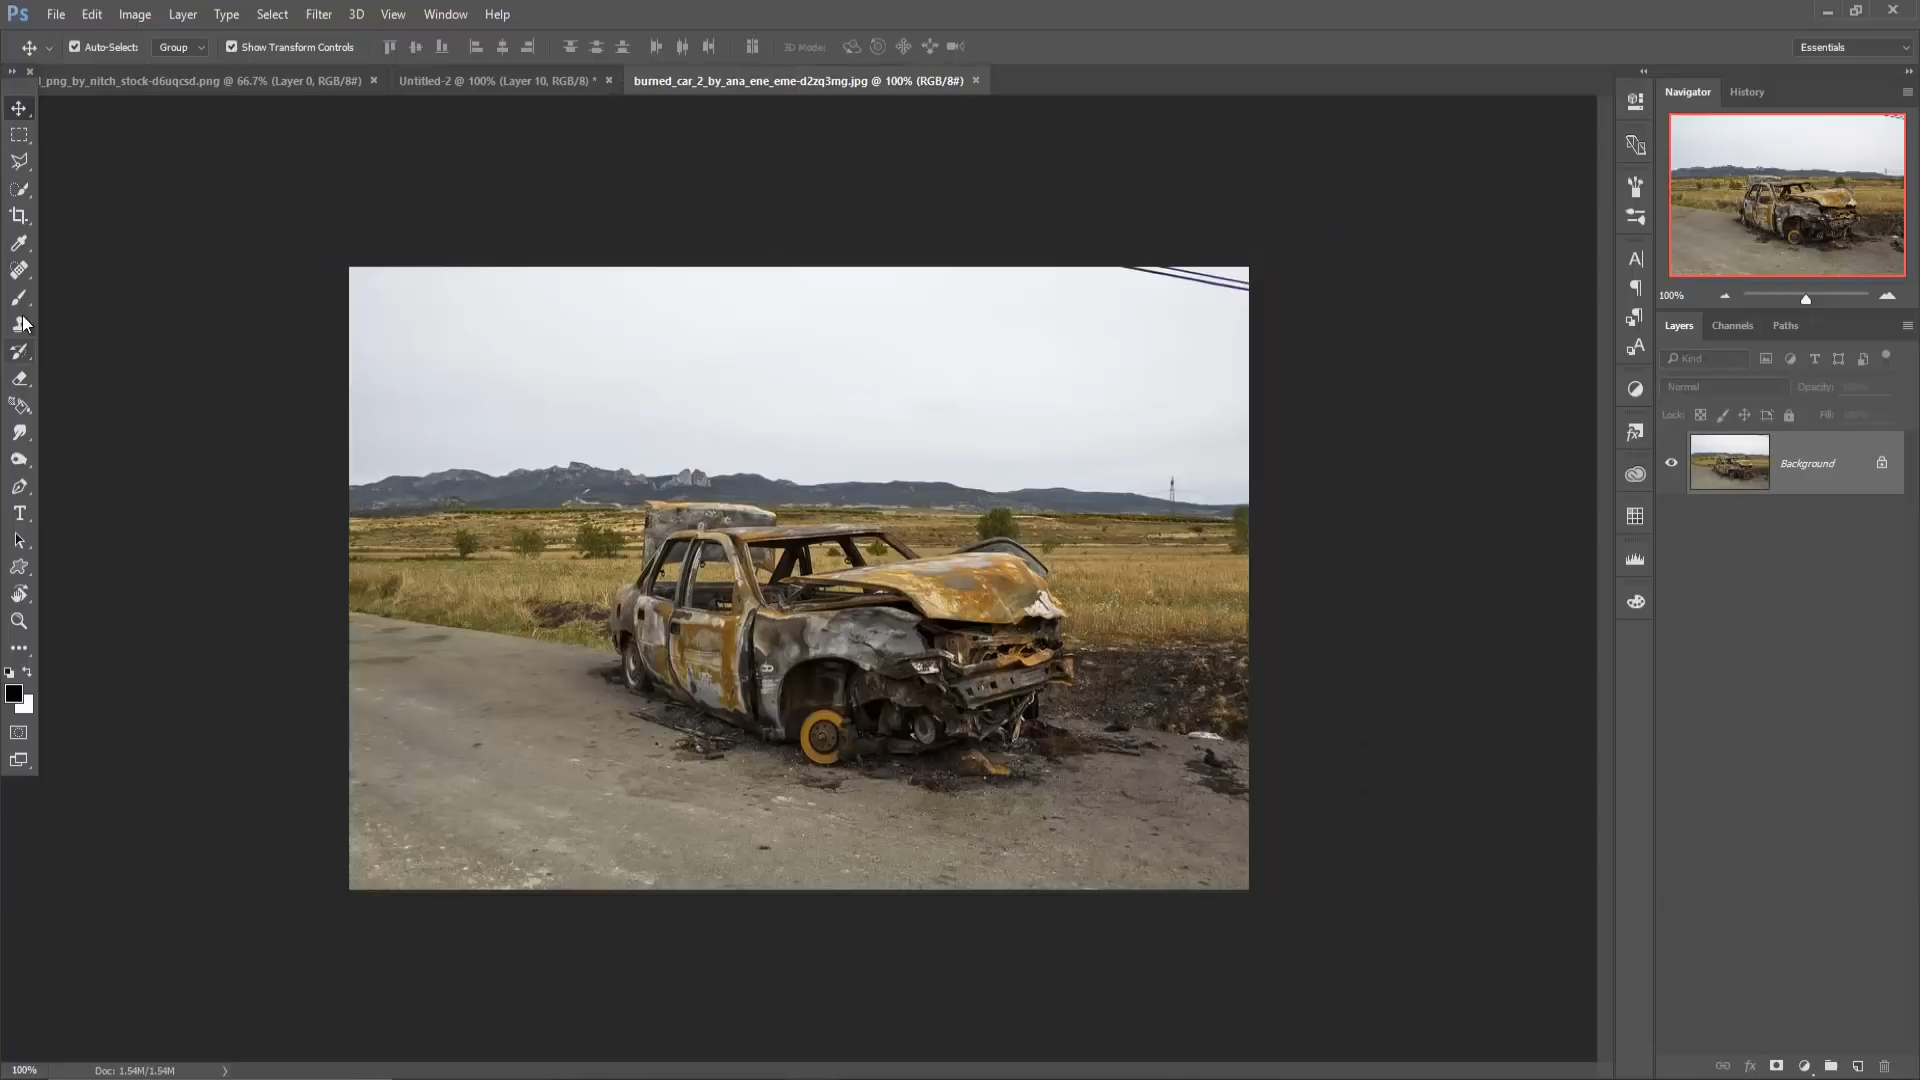 Ps File Edit Image Layer Type Select Filter 3D View Window Help
Auto-Select: Group Show Transform Controls 3D Mode: Essentials
l_png_by_nitch_stock-d6uqcsd.png @ 66.7% (Layer 0, RGB/8#) × Untitled-2 @ 100% (Layer 10, RGB/8) * × burned_car_2_by_ana_ene_eme-d2zq3mg.jpg @ 100% (RGB/8#) ×
Navigator History
100%
Layers Channels Paths
Kind
Normal Opacity: 100%
Lock: Fill: 100%
Background
100% Doc: 1.54M/1.54M